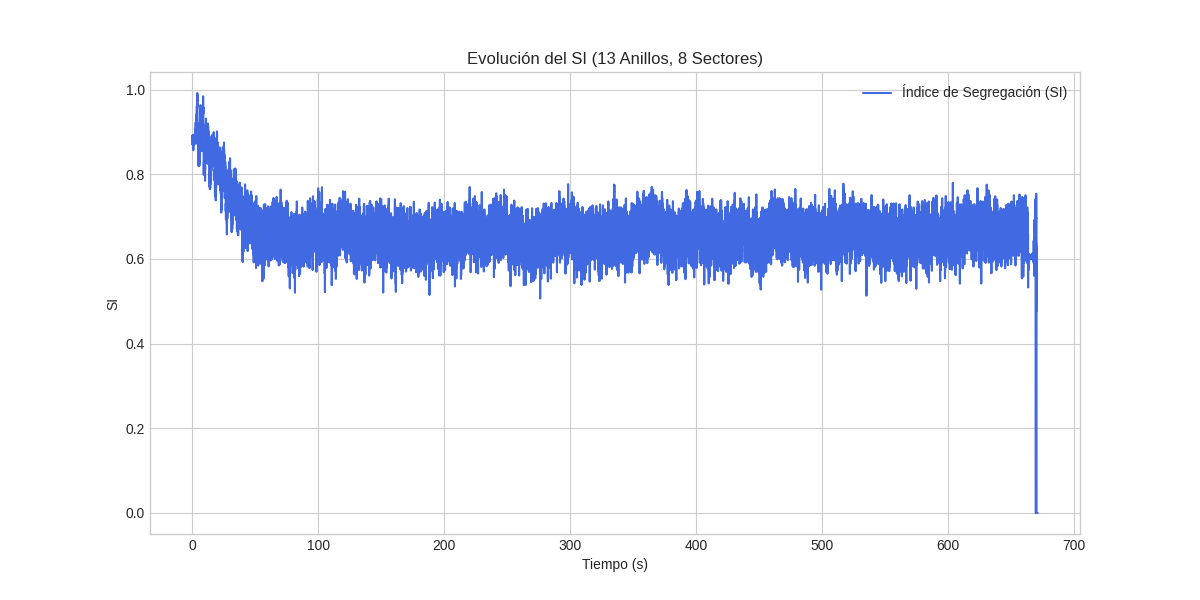 Evolución del SI (13 Anillos, 8 Sectores)
Índice de Segregación (SI)
1.0
0.8
0.6
0.4
0.2
0.0
SI
0 100 200 300 400 500 600 700
Tiempo (s)